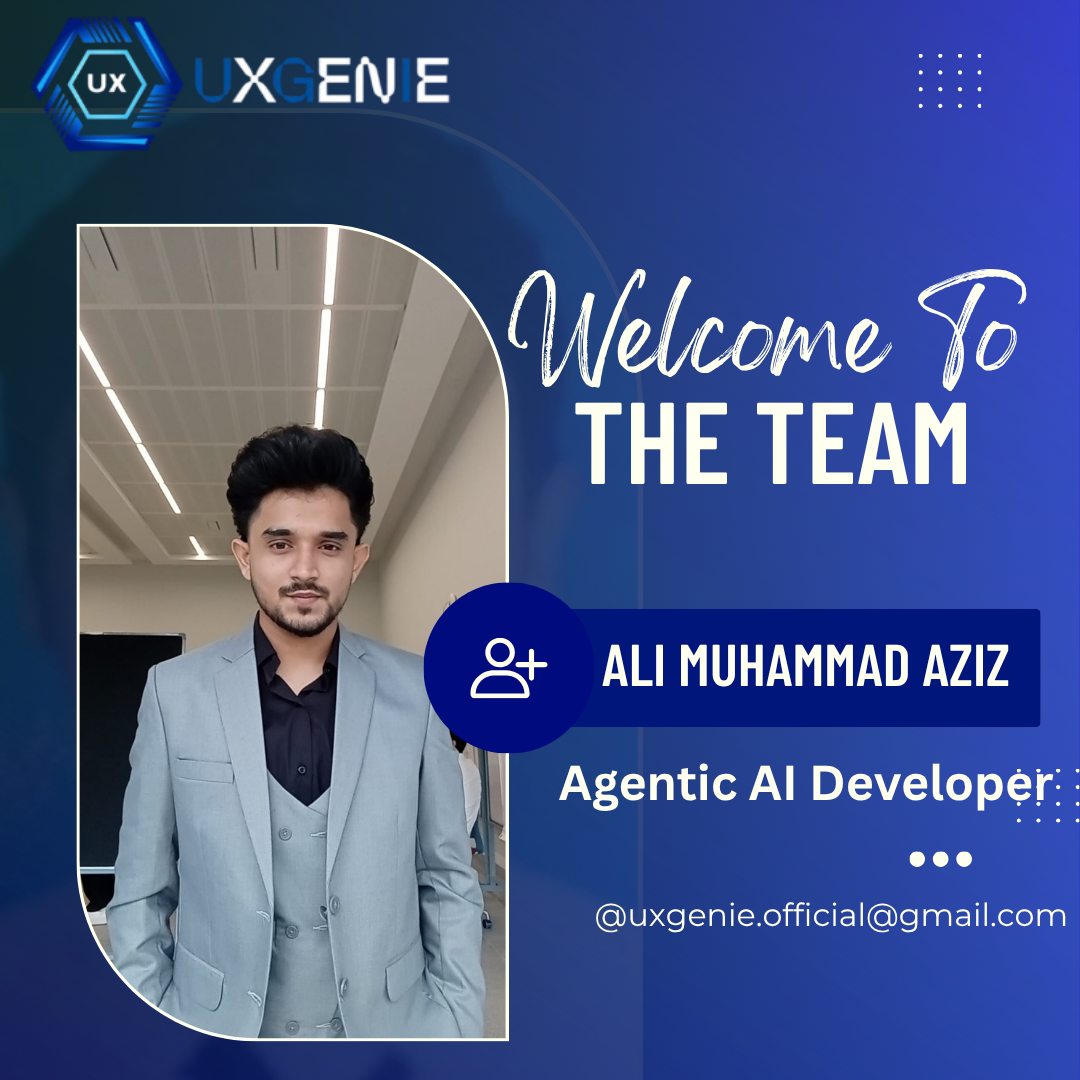 UX UXGENIE
Welcome To
THE TEAM
ALI MUHAMMAD AZIZ
Agentic AI Developer
@uxgenie.official@gmail.com